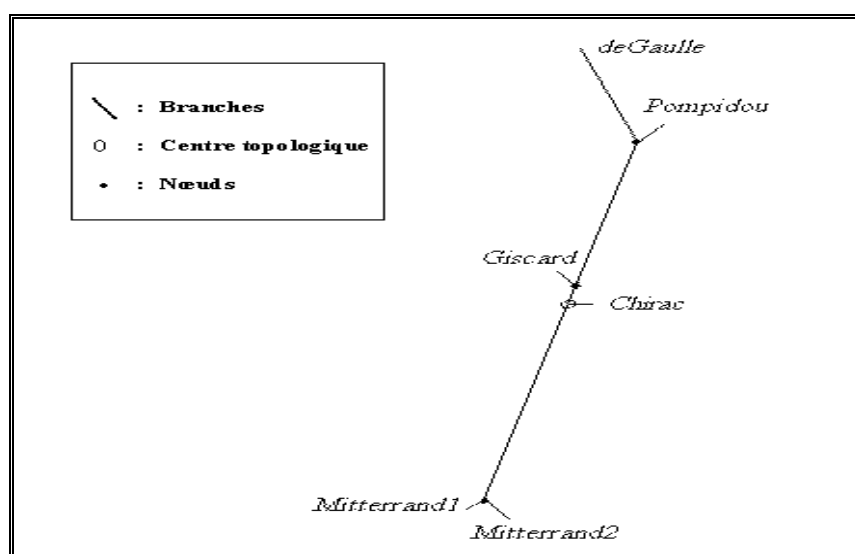 deGaulle
Pompidou
: Branches
: Centre topologique
: Nœuds
Giscard
Chirac
Mitterrand1
Mitterrand2